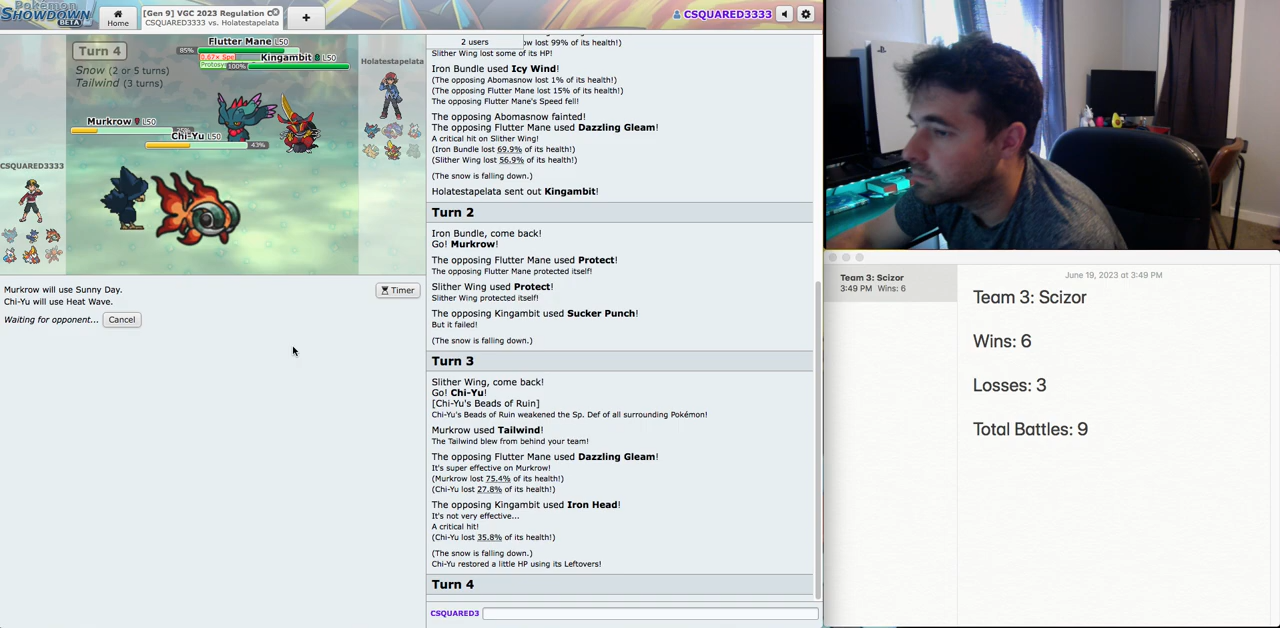 Pokémon
SHOWDOWN
BETA
Home
[Gen 9] VGC 2023 Regulation C
CSQUARED3333 vs. Holatestapelata
+
CSQUARED3333
Turn 4
Snow (2 or 5 turns)
Tailwind (3 turns)
Flutter Mane L50
85%
0.67× Spe
Kingambit L50
100%
Holatestapelata
Murkrow L50
Chi-Yu L50
43%
CSQUARED3333
Murkrow will use Sunny Day.
Chi-Yu will use Heat Wave.
Waiting for opponent...
Cancel
Timer
2 users
ow lost 99% of its health!)
Slither Wing lost some of its HP!
Iron Bundle used Icy Wind!
(The opposing Abomasnow lost 1% of its health!)
(The opposing Flutter Mane lost 15% of its health!)
The opposing Flutter Mane's Speed fell!
The opposing Abomasnow fainted!
The opposing Flutter Mane used Dazzling Gleam!
A critical hit on Slither Wing!
(Iron Bundle lost 69.9% of its health!)
(Slither Wing lost 56.9% of its health!)
(The snow is falling down.)
Holatestapelata sent out Kingambit!
Turn 2
Iron Bundle, come back!
Go! Murkrow!
The opposing Flutter Mane used Protect!
The opposing Flutter Mane protected itself!
Slither Wing used Protect!
Slither Wing protected itself!
The opposing Kingambit used Sucker Punch!
But it failed!
(The snow is falling down.)
Turn 3
Slither Wing, come back!
Go! Chi-Yu!
[Chi-Yu's Beads of Ruin]
Chi-Yu's Beads of Ruin weakened the Sp. Def of all surrounding Pokémon!
Murkrow used Tailwind!
The Tailwind blew from behind your team!
The opposing Flutter Mane used Dazzling Gleam!
It's super effective on Murkrow!
(Murkrow lost 75.4% of its health!)
(Chi-Yu lost 27.8% of its health!)
The opposing Kingambit used Iron Head!
It's not very effective...
A critical hit!
(Chi-Yu lost 35.8% of its health!)
(The snow is falling down.)
Chi-Yu restored a little HP using its Leftovers!
Turn 4
CSQUARED3
Team 3: Scizor
3:49 PM Wins: 6
June 19, 2023 at 3:49 PM
Team 3: Scizor
Wins: 6
Losses: 3
Total Battles: 9